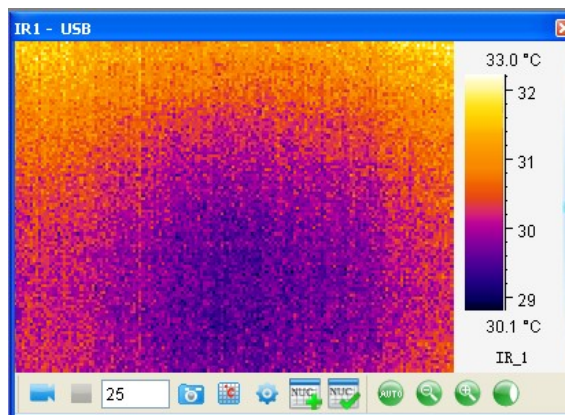 IR1 - USB
33.0 °C
32
31
30
29
30.1 °C
IR_1
25
°C
NUC
NUC
AUTO